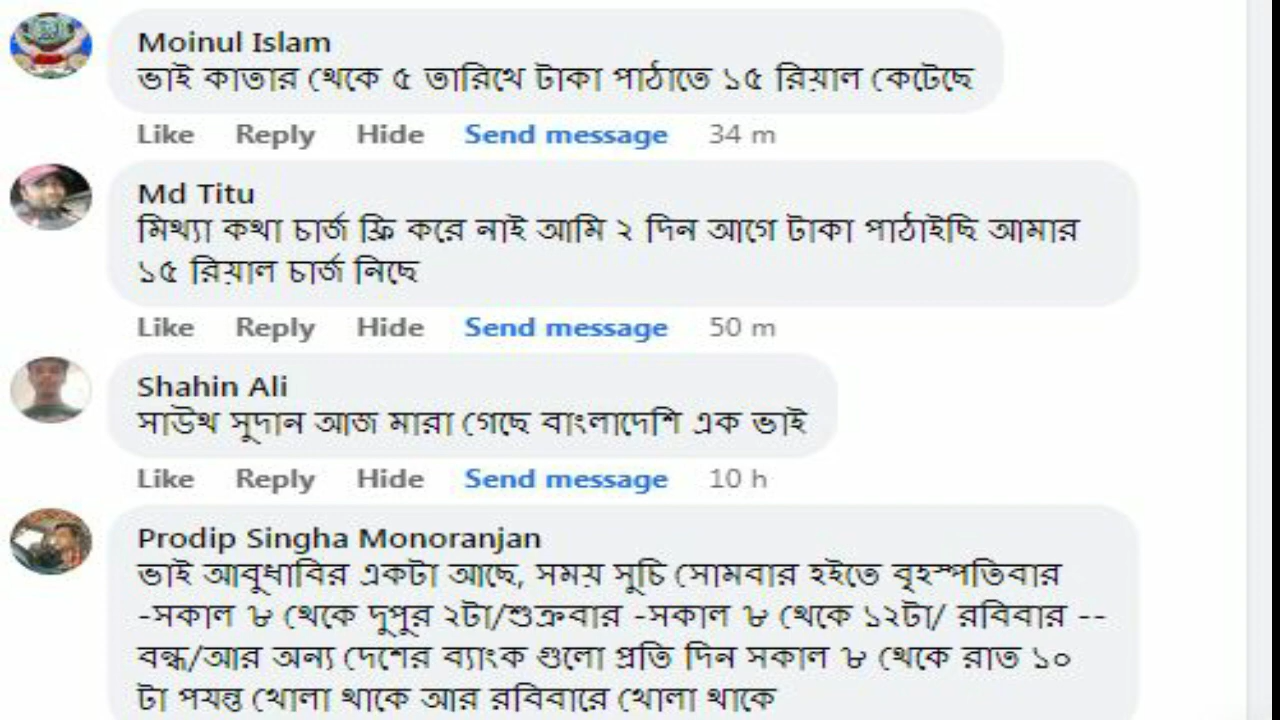 Moinul Islam
ভাই কাতার থেকে ৫ তারিখে টাকা পাঠাতে ১৫ রিয়াল কেটেছে
Like Reply Hide Send message 34 m
Md Titu
মিথ্যা কথা চার্জ ফ্রি করে নাই আমি ২ দিন আগে টাকা পাঠাইছি আমার
১৫ রিয়াল চার্জ নিছে
Like Reply Hide Send message 50 m
Shahin Ali
সাউথ সুদান আজ মারা গেছে বাংলাদেশি এক ভাই
Like Reply Hide Send message 10 h
Prodip Singha Monoranjan
ভাই আবুধাবির একটা আছে, সময় সুচি সোমবার হইতে বৃহস্পতিবার
-সকাল ৮ থেকে দুপুর ২টা/শুক্রবার -সকাল ৮ থেকে ১২টা/ রবিবার --
বন্ধ/আর অন্য দেশের ব্যাংক গুলো প্রতি দিন সকাল ৮ থেকে রাত ১০
টা পযন্ত খোলা থাকে আর রবিবারে খোলা থাকে